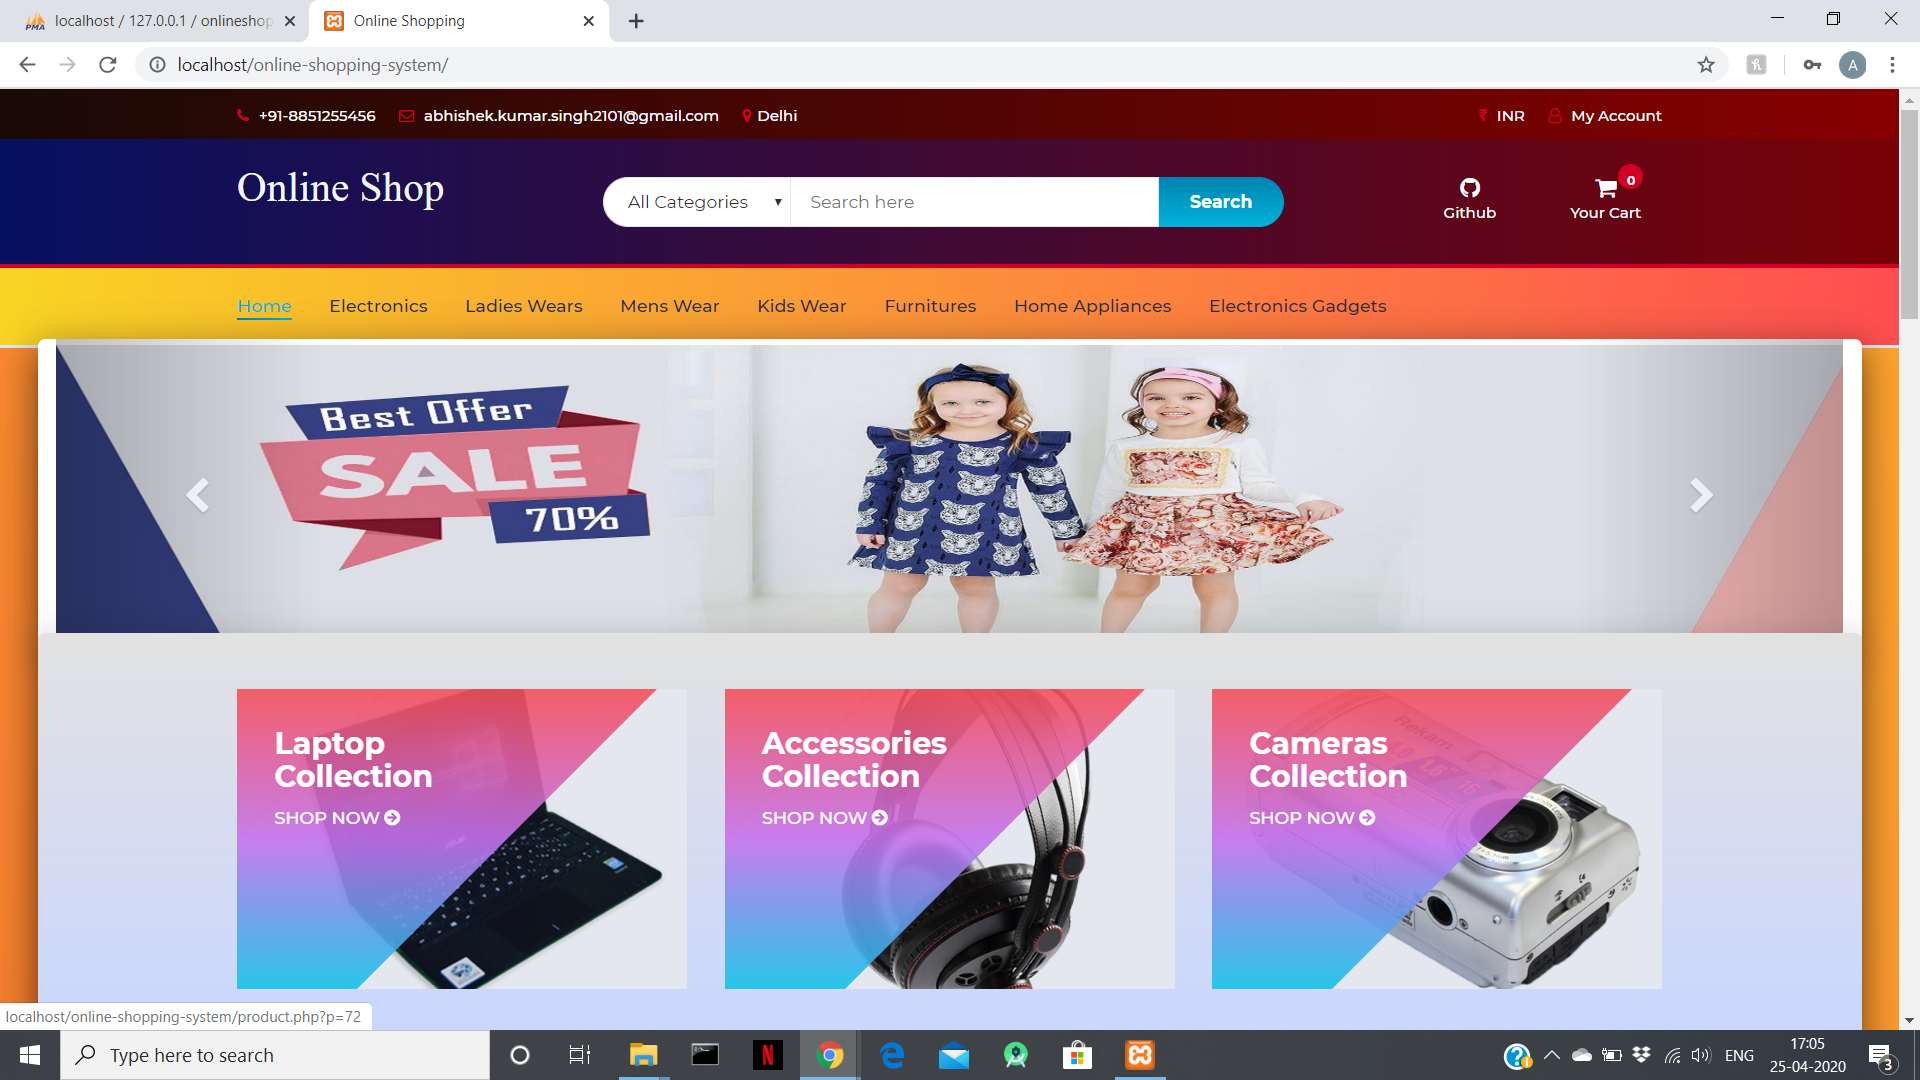 localhost / 127.0.0.1 / onlineshop
Online Shopping
localhost/online-shopping-system/
A
+91-8851255456
abhishek.kumar.singh2101@gmail.com
Delhi
INR
My Account
Online Shop
All Categories
Search here
Search
Github
0
Your Cart
Home
Electronics
Ladies Wears
Mens Wear
Kids Wear
Furnitures
Home Appliances
Electronics Gadgets
Best Offer
SALE
70%
Laptop
Collection
SHOP NOW
Accessories
Collection
SHOP NOW
Cameras
Collection
SHOP NOW
Rekam
localhost/online-shopping-system/product.php?p=72
Type here to search
N
ENG
17:05
25-04-2020
3